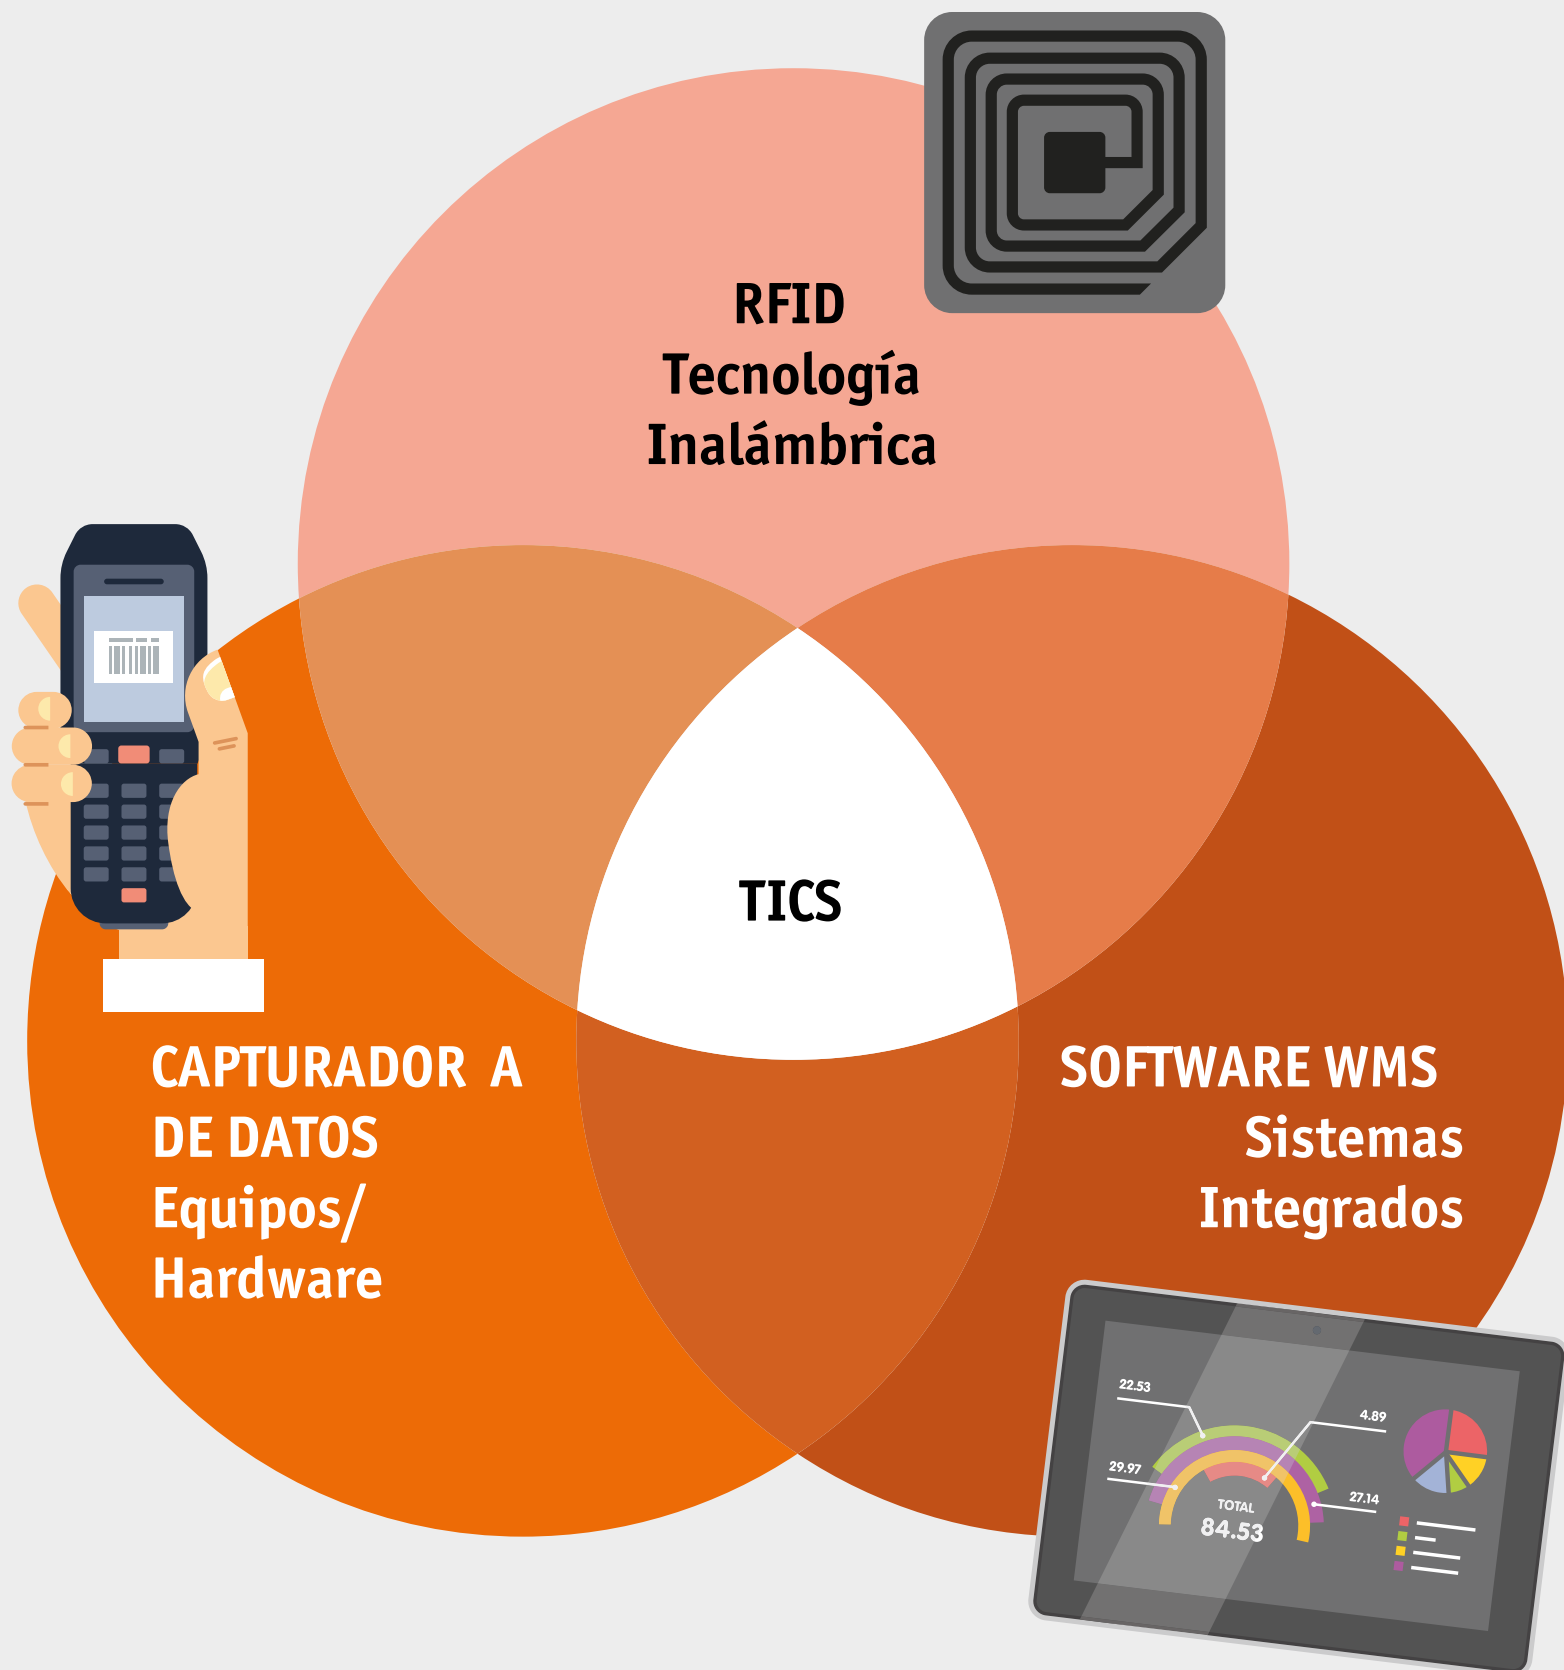 RFID
Tecnología
Inalámbrica
TICS
CAPTURADOR A
DE DATOS
Equipos/
Hardware
SOFTWARE WMS
Sistemas
Integrados
22.53
4.89
29.97
27.14
TOTAL
84.53